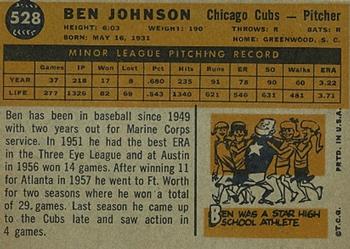 528
BEN JOHNSON Chicago Cubs — Pitcher
HEIGHT: 6:03 WEIGHT: 190 THROWS: R BATS: R
BORN: MAY 16, 1931 HOME: GREENWOOD, S. C.
MINOR LEAGUE PITCHING RECORD
Games IP Won Lost Pct. Hits Runs ER SO Walks ERA
YEAR 37 218 17 8 .680 235 91 78 90 60 3.22
LIFE 277 1326 82 69 .543 1344 635 546 681 481 3.71
Ben has been in baseball since 1949
with two years out for Marine Corps
service. In 1951 he had the best ERA
in the Three Eye League and at Austin
in 1956 won 14 games. After winning 11
for Atlanta in 1957 he went to Ft. Worth
for two seasons where he won a total
of 29. games. Last season he came
up to the Cubs late and saw action in
4 games.
BEN WAS A STAR HIGH
SCHOOL ATHLETE
©T.C.G. PRTD. IN U.S.A.